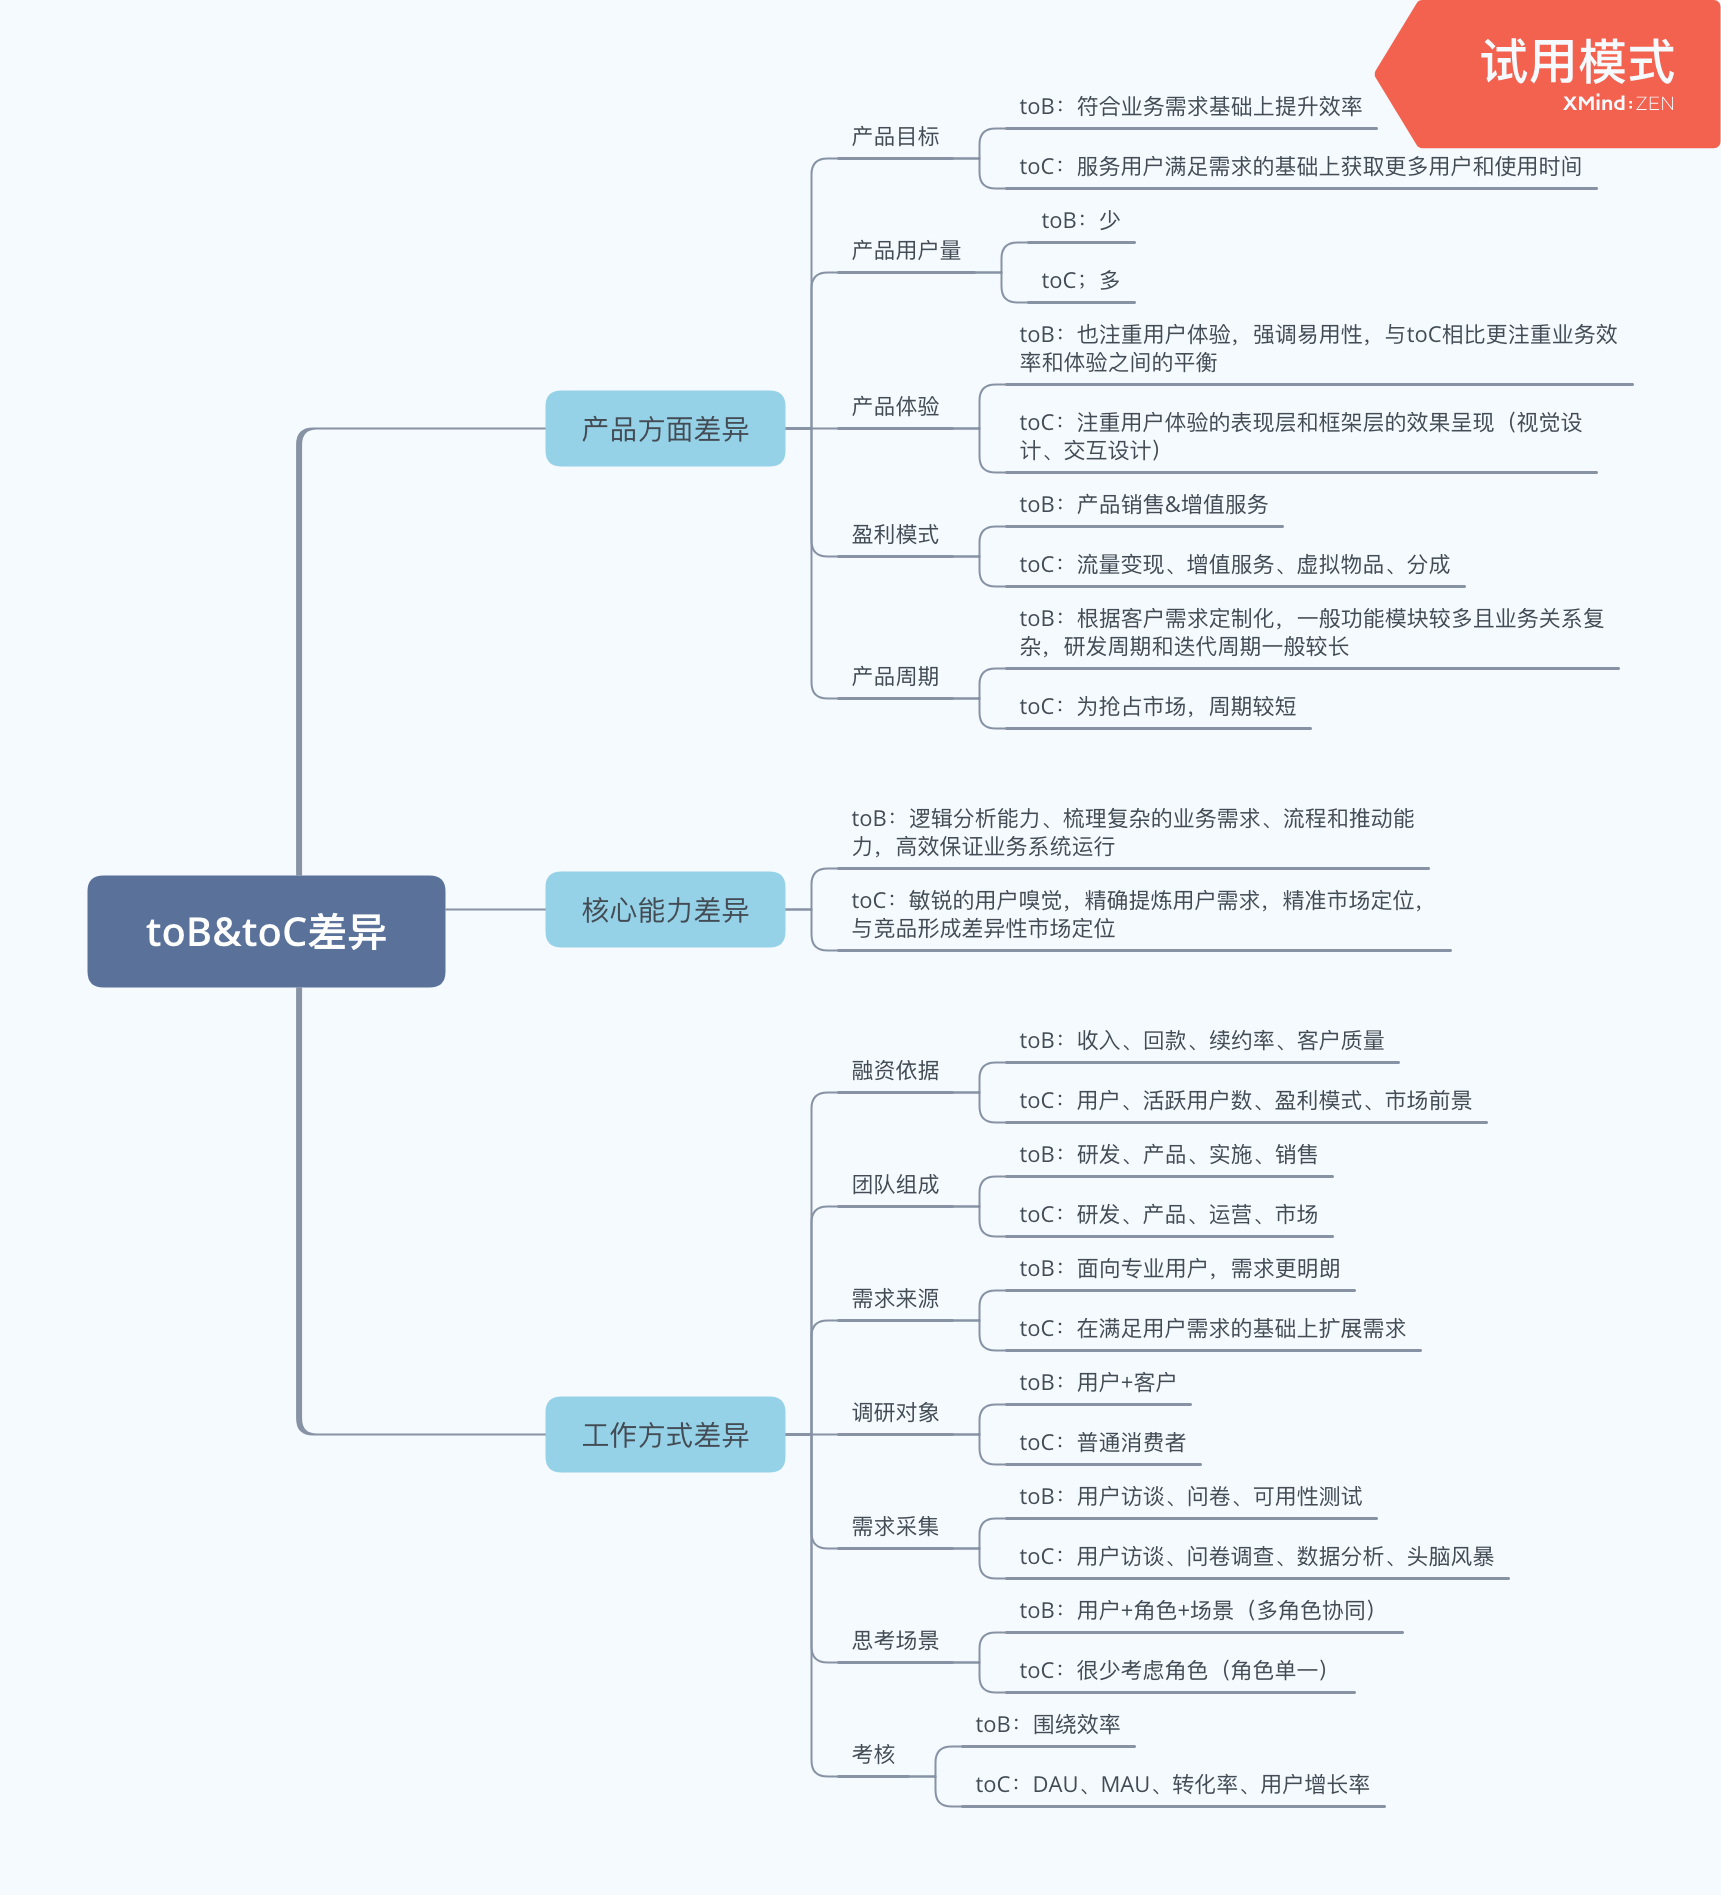 试用模式
XMind:ZEN
toB&toC差异
产品方面差异
产品目标
toB：符合业务需求基础上提升效率
toC：服务用户满足需求的基础上获取更多用户和使用时间
产品用户量
toB：少
toC；多
产品体验
toB：也注重用户体验，强调易用性，与toC相比更注重业务效
率和体验之间的平衡
toC：注重用户体验的表现层和框架层的效果呈现（视觉设
计、交互设计）
盈利模式
toB：产品销售&增值服务
toC：流量变现、增值服务、虚拟物品、分成
产品周期
toB：根据客户需求定制化，一般功能模块较多且业务关系复
杂，研发周期和迭代周期一般较长
toC：为抢占市场，周期较短
核心能力差异
toB：逻辑分析能力、梳理复杂的业务需求、流程和推动能
力，高效保证业务系统运行
toC：敏锐的用户嗅觉，精确提炼用户需求，精准市场定位，
与竞品形成差异性市场定位
工作方式差异
融资依据
toB：收入、回款、续约率、客户质量
toC：用户、活跃用户数、盈利模式、市场前景
团队组成
toB：研发、产品、实施、销售
toC：研发、产品、运营、市场
需求来源
toB：面向专业用户，需求更明朗
toC：在满足用户需求的基础上扩展需求
调研对象
toB：用户+客户
toC：普通消费者
需求采集
toB：用户访谈、问卷、可用性测试
toC：用户访谈、问卷调查、数据分析、头脑风暴
思考场景
toB：用户+角色+场景（多角色协同）
toC：很少考虑角色（角色单一）
考核
toB：围绕效率
toC：DAU、MAU、转化率、用户增长率